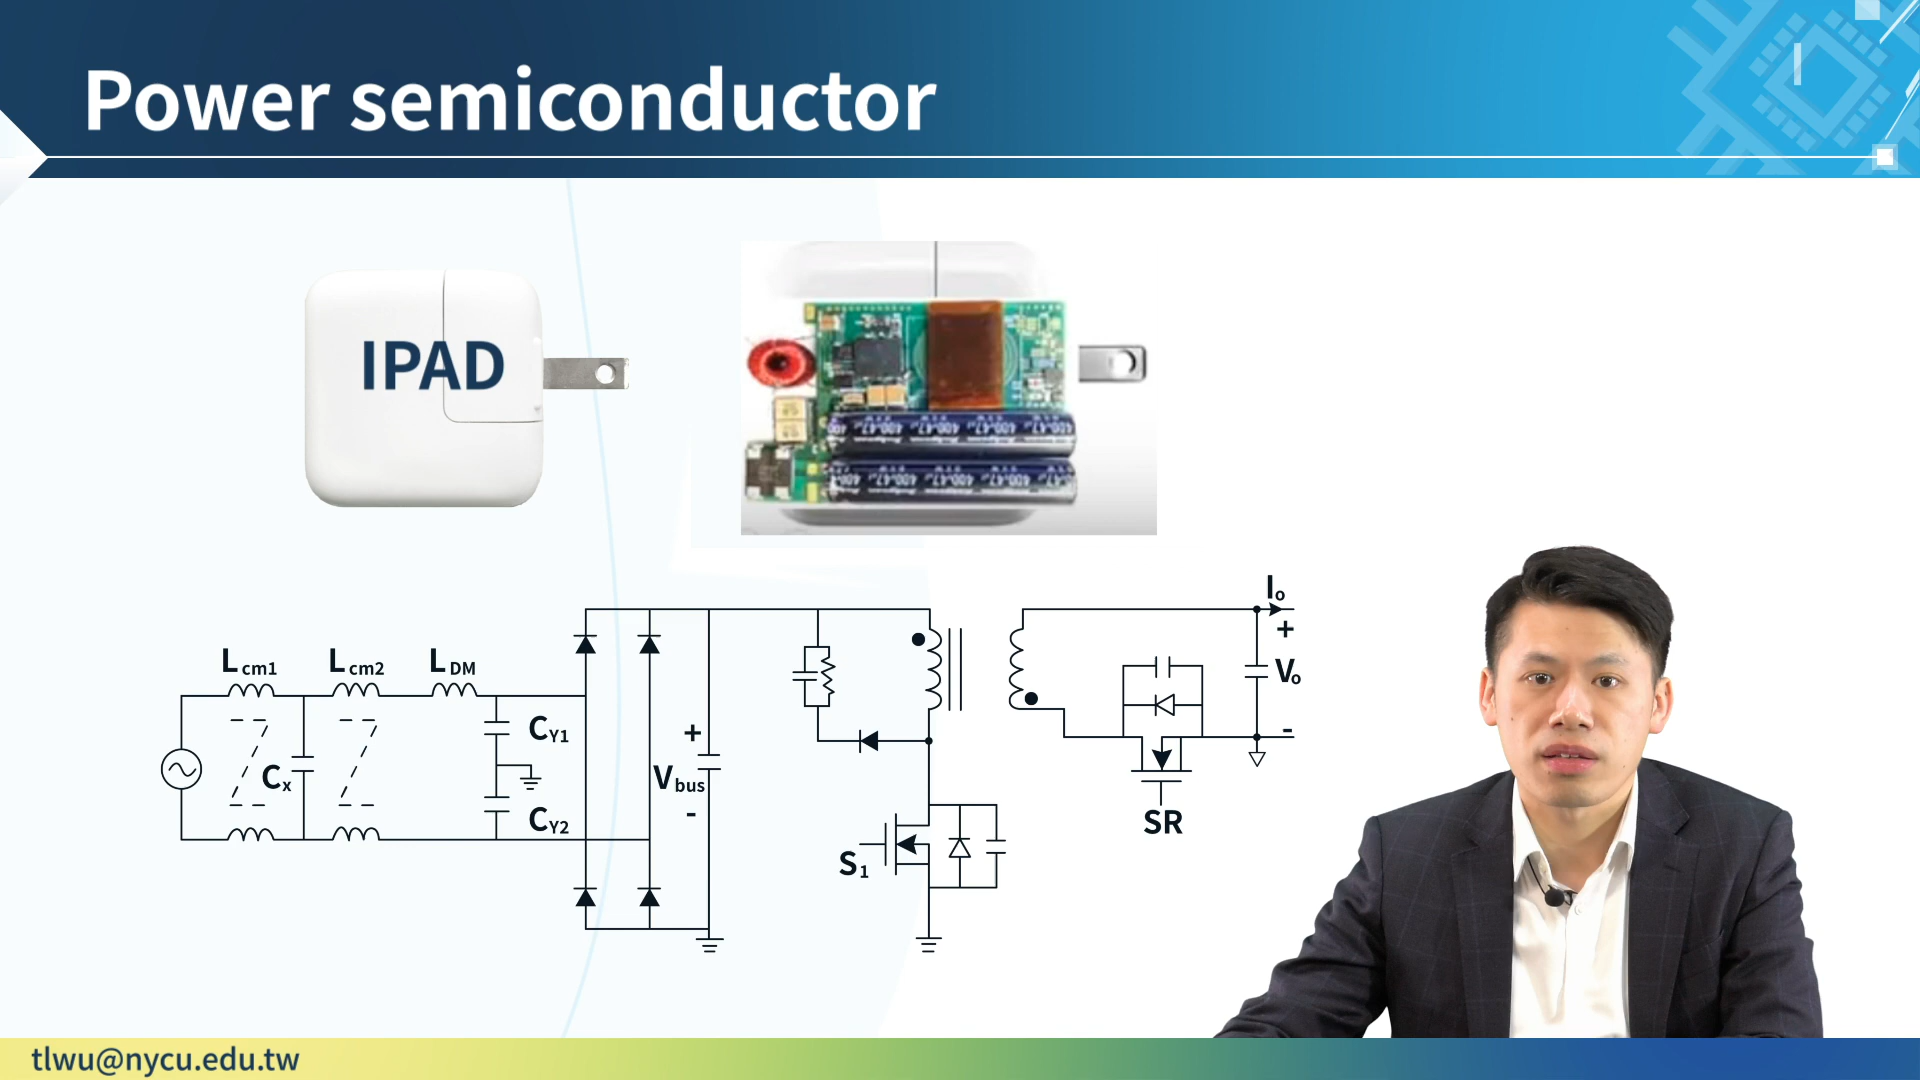 Power semiconductor
IPAD
Io
+
Vo
-
Lcm1
Lcm2
LDM
CY1
Cx
CY2
+
Vbus
-
S1
SR
tlwu@nycu.edu.tw